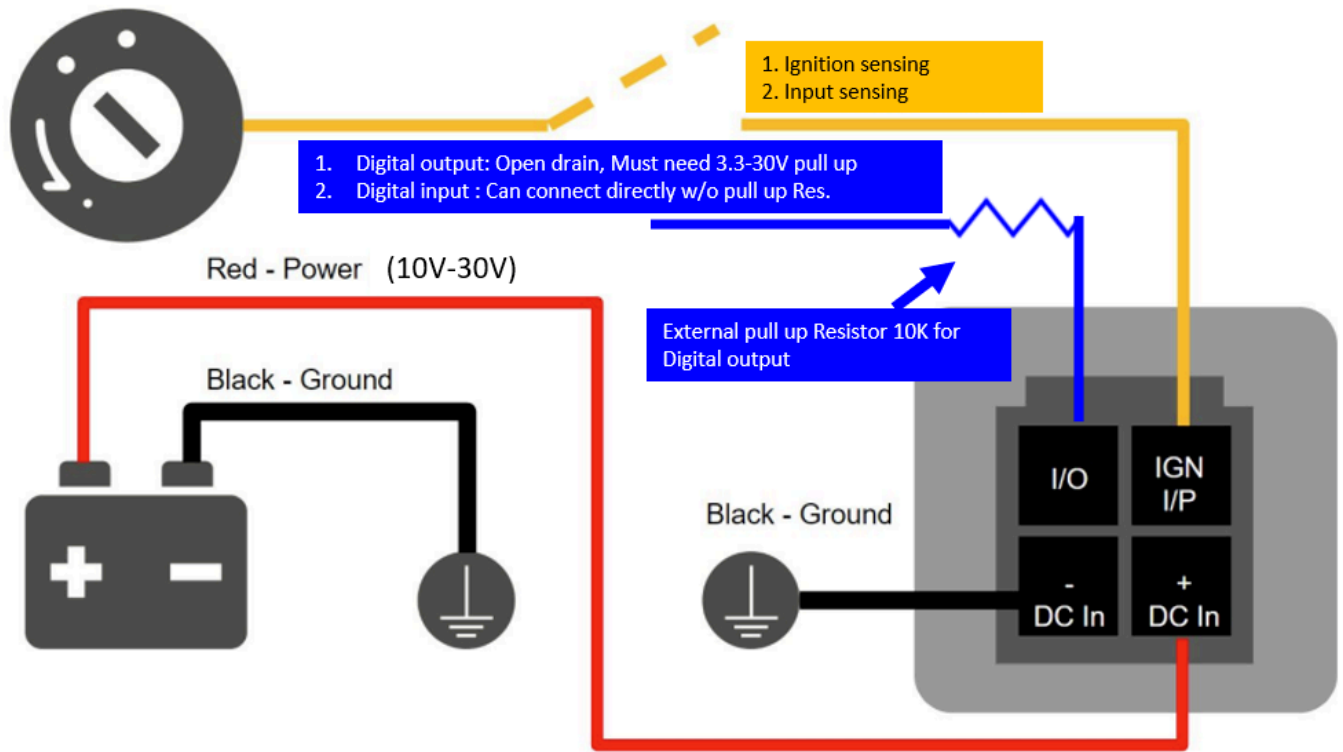 1. Ignition sensing
2. Input sensing
1. Digital output: Open drain, Must need 3.3-30V pull up
2. Digital input : Can connect directly w/o pull up Res.
Red - Power (10V-30V)
External pull up Resistor 10K for
Digital output
Black - Ground
I/O
IGN
I/P
Black - Ground
-
DC In
+
DC In